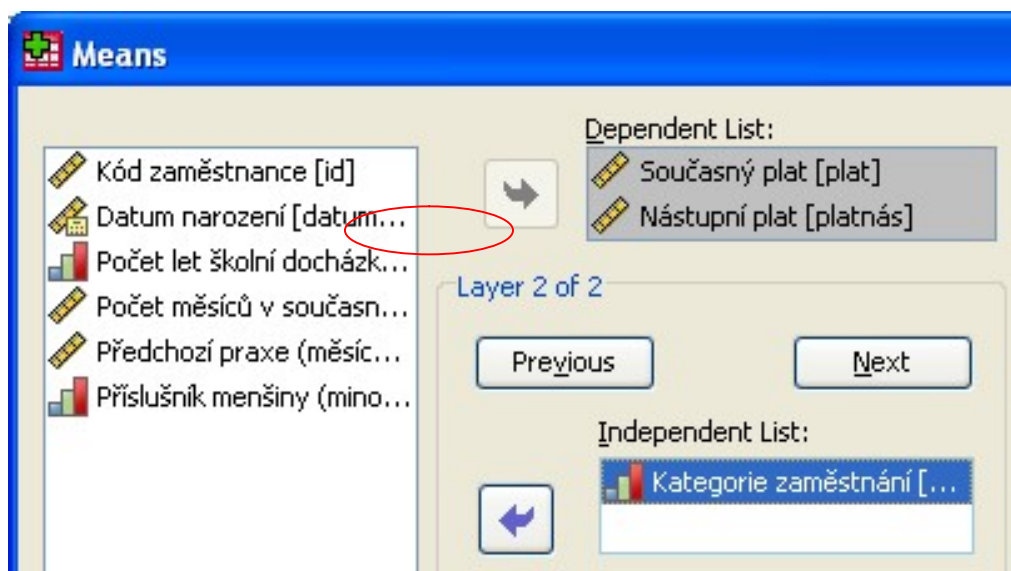 Means
Kód zaměstnance [id]
Datum narození [datum...
Počet let školní docházk...
Počet měsíců v současn...
Předchozí praxe (měsíc...
Příslušník menšiny (mino...
Dependent List:
Současný plat [plat]
Nástupní plat [platnás]
Layer 2 of 2
Previous
Next
Independent List:
Kategorie zaměstnání [...